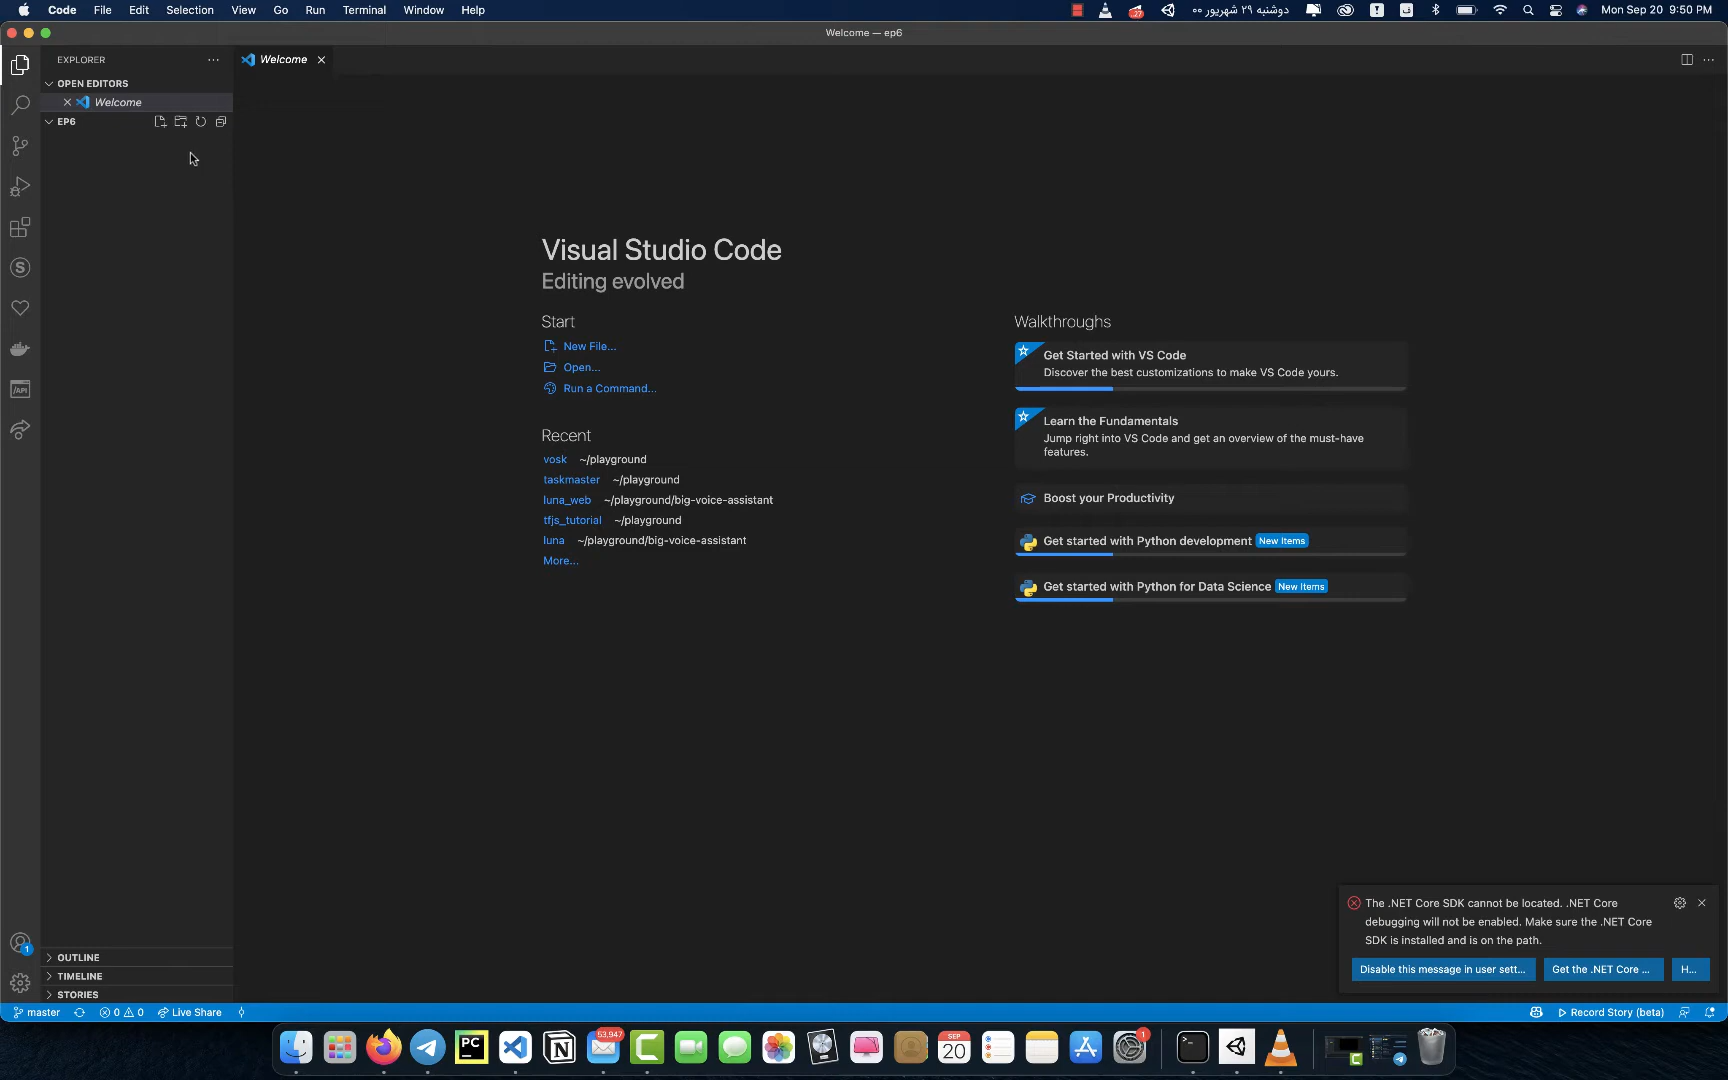 Code File Edit Selection View Go Run Terminal Window Help
دوشنبه ۲۹ شهریور ۰۰
Mon Sep 20 9:50 PM
Welcome — ep6
EXPLORER
OPEN EDITORS
Welcome
EP6
OUTLINE
TIMELINE
STORIES
Welcome
Visual Studio Code
Editing evolved
Start
New File...
Open...
Run a Command...
Recent
vosk ~/playground
taskmaster ~/playground
luna_web ~/playground/big-voice-assistant
tfjs_tutorial ~/playground
luna ~/playground/big-voice-assistant
More...
Walkthroughs
Get Started with VS Code
Discover the best customizations to make VS Code yours.
Learn the Fundamentals
Jump right into VS Code and get an overview of the must-have
features.
Boost your Productivity
Get started with Python development New Items
Get started with Python for Data Science New Items
The .NET Core SDK cannot be located. .NET Core
debugging will not be enabled. Make sure the .NET Core
SDK is installed and is on the path.
Disable this message in user sett... Get the .NET Core ... H...
/API
1
master 0 0 Live Share
Record Story (beta)
PC
53,947
SEP
20
1